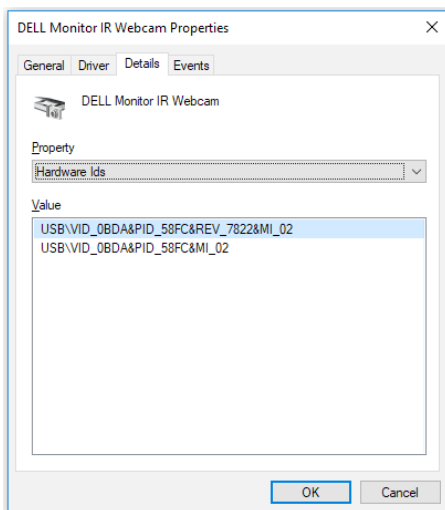 DELL Monitor IR Webcam Properties
General Driver Details Events
DELL Monitor IR Webcam
Property
Hardware Ids
Value
USB\VID_0BDA&PID_58FC&REV_7822&MI_02
USB\VID_0BDA&PID_58FC&MI_02
OK Cancel